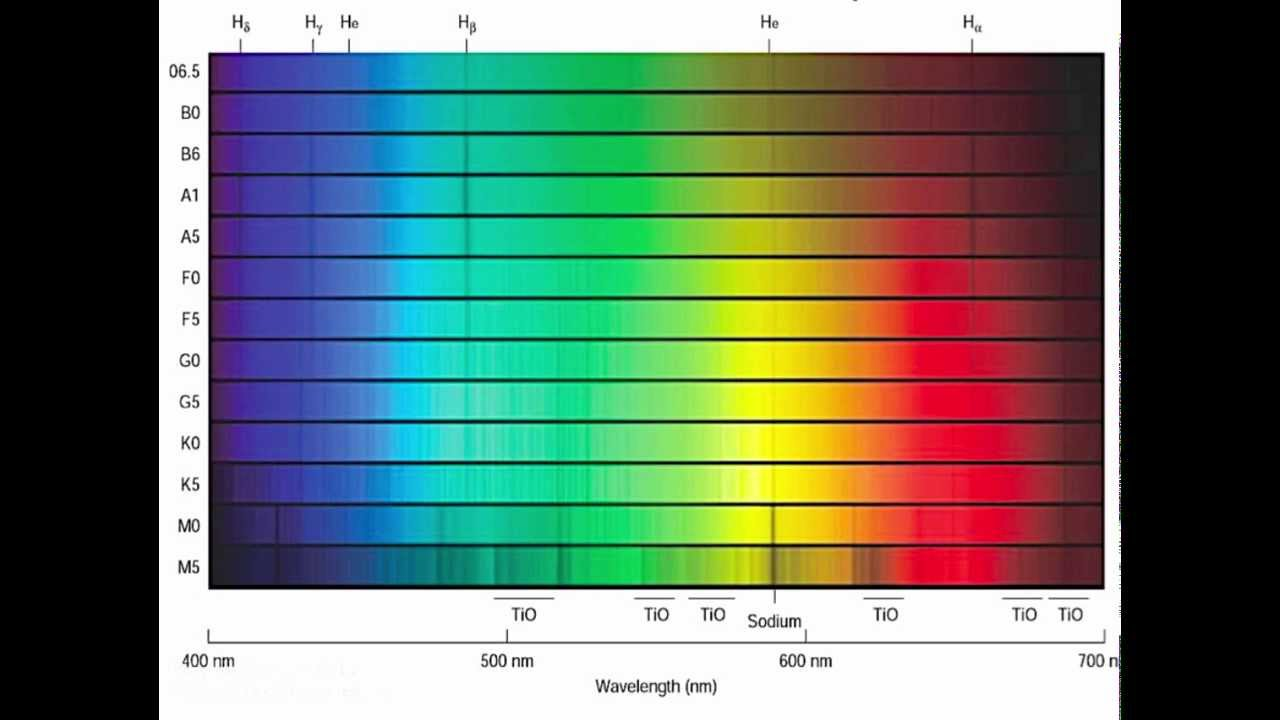 Hδ Hγ He Hβ He Hα
06.5
B0
B6
A1
A5
F0
F5
G0
G5
K0
K5
M0
M5
TiO TiO TiO Sodium TiO TiO TiO
400 nm 500 nm 600 nm 700 n
Wavelength (nm)